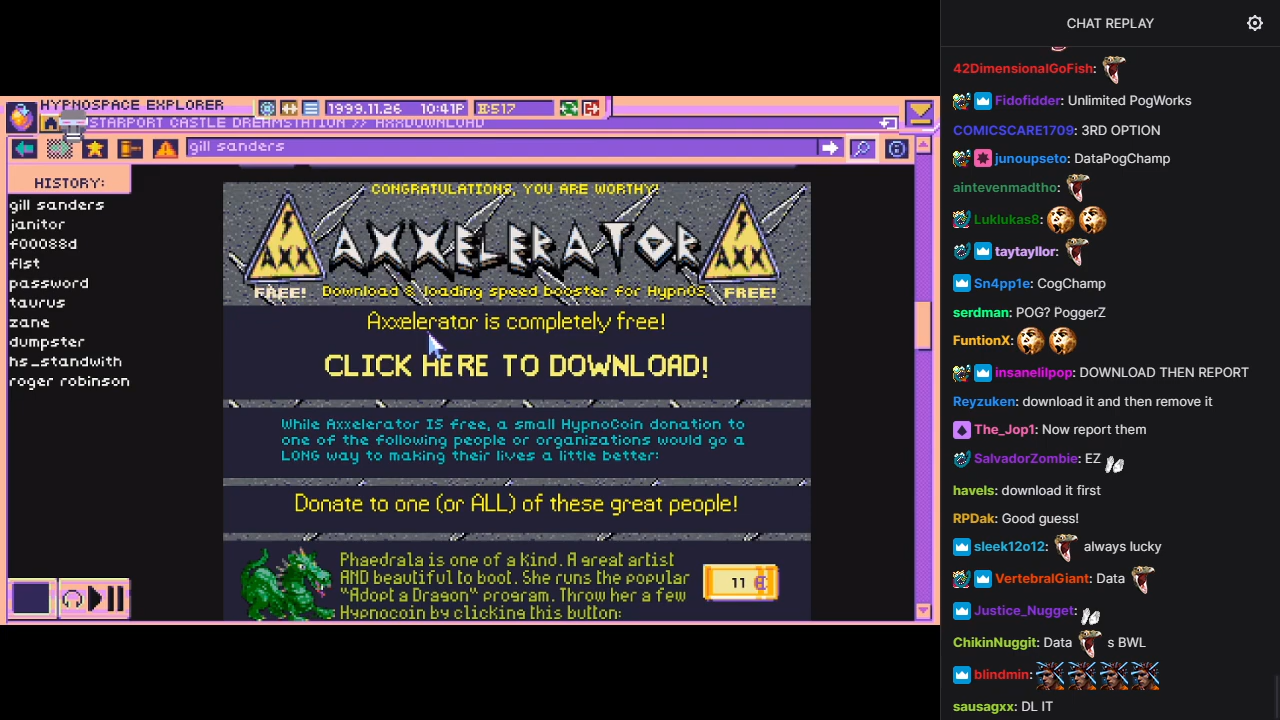 HYPNOSPACE EXPLORER
1999.11.26 10:41P
517
STARPORT CASTLE DREAMSTATION >> AXXDOWNLOAD
gill sanders
HISTORY:
gill sanders
janitor
f00088d
fist
password
taurus
zane
dumpster
hs_standwith
roger robinson
CONGRATULATIONS, YOU ARE WORTHY!
AXX
AXXELERATOR
AXX
FREE!
Download & loading speed booster for HypnOS
FREE!
Axxelerator is completely free!
CLICK HERE TO DOWNLOAD!
While Axxelerator IS free, a small HypnoCoin donation to
one of the following people or organizations would go a
LONG way to making their lives a little better:
Donate to one (or ALL) of these great people!
Phaedrala is one of a kind. A great artist
AND beautiful to boot. She runs the popular
"Adopt a Dragon" program. Throw her a few
Hypnocoin by clicking this button:
11
CHAT REPLAY
42DimensionalGoFish:
Fidofidder: Unlimited PogWorks
COMICSCARE1709: 3RD OPTION
junoupseto: DataPogChamp
aintevenmadtho:
Luklukas8:
taytayllor:
Sn4pp1e: CogChamp
serdman: POG? PoggerZ
FuntionX:
insanelilpop: DOWNLOAD THEN REPORT
Reyzuken: download it and then remove it
The_Jop1: Now report them
SalvadorZombie: EZ
havels: download it first
RPDak: Good guess!
sleek12o12: always lucky
VertebralGiant: Data
Justice_Nugget:
ChikinNuggit: Data s BWL
blindmin:
sausagxx: DL IT